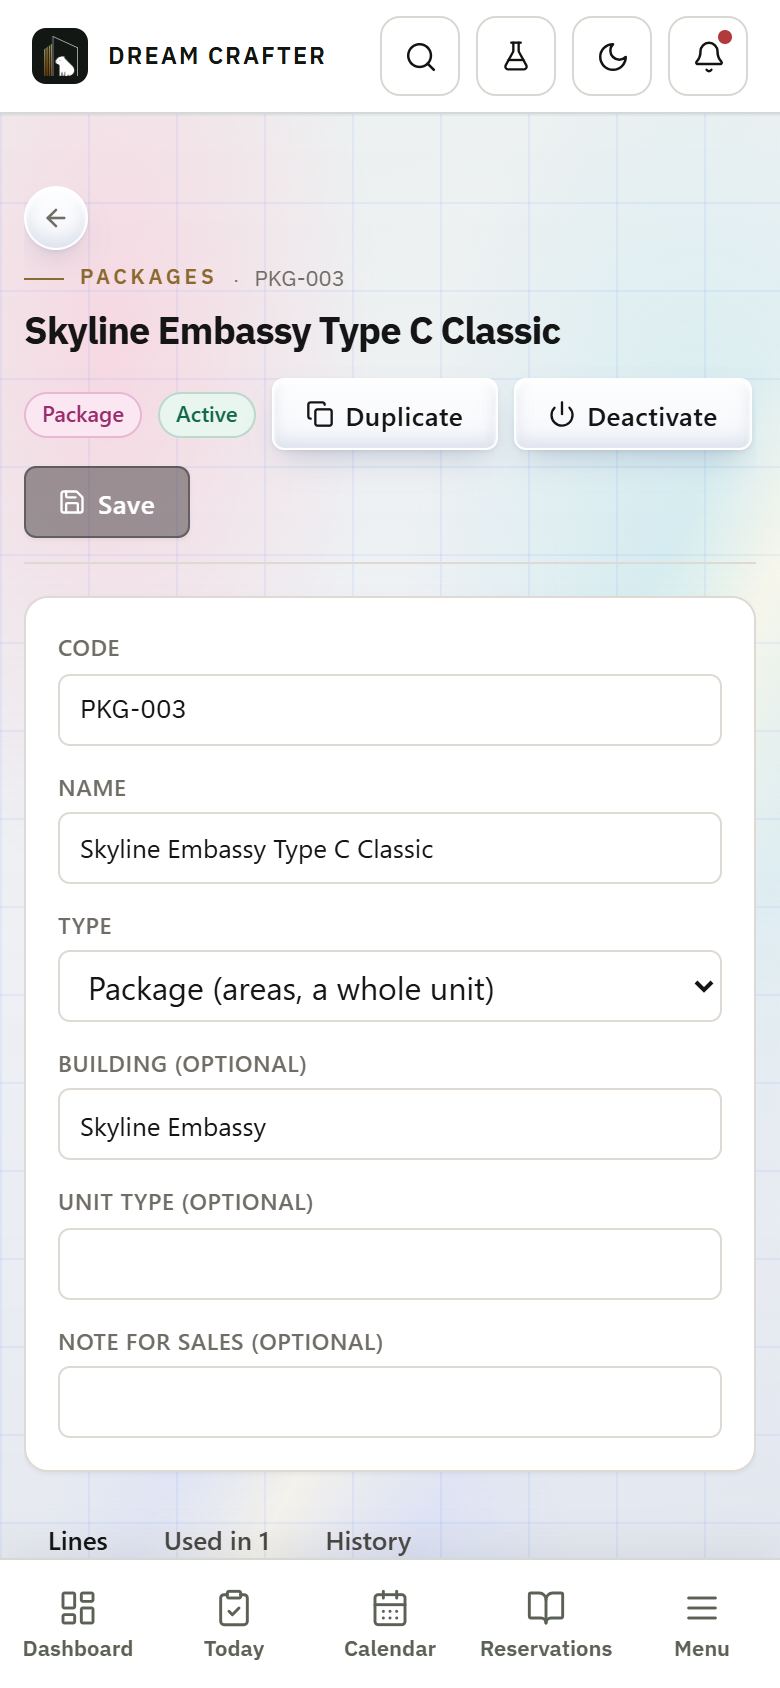 DREAM CRAFTER
PACKAGES · PKG-003
Skyline Embassy Type C Classic
Package Active Duplicate Deactivate
Save
CODE
PKG-003
NAME
Skyline Embassy Type C Classic
TYPE
Package (areas, a whole unit)
BUILDING (OPTIONAL)
Skyline Embassy
UNIT TYPE (OPTIONAL)
NOTE FOR SALES (OPTIONAL)
Lines Used in 1 History
Dashboard Today Calendar Reservations Menu